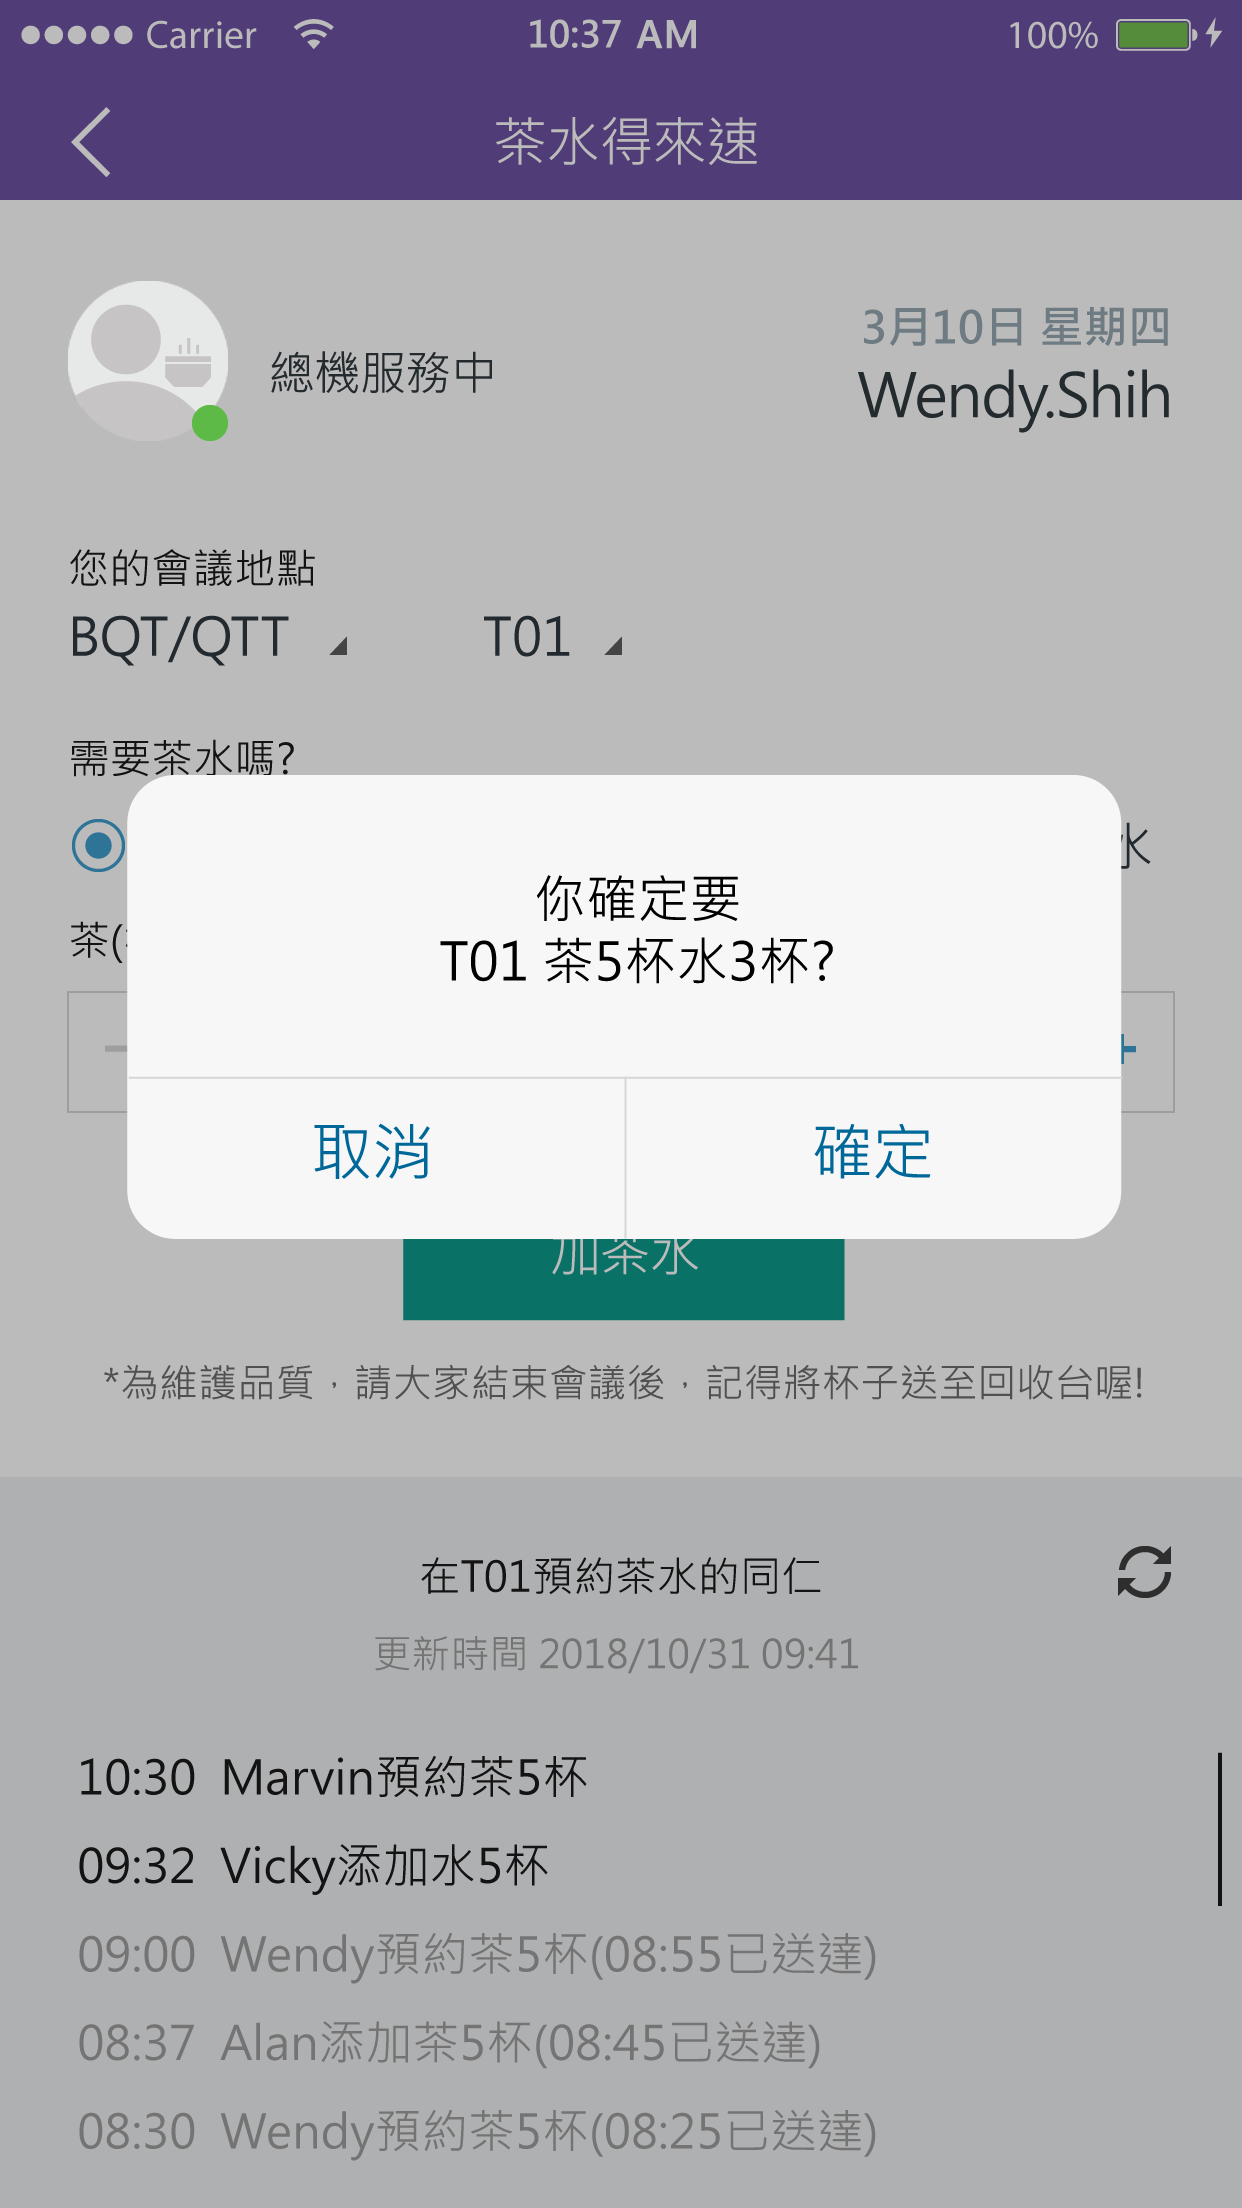 Carrier 10:37 AM 100%
茶水得來速
3月10日 星期四
總機服務中
Wendy.Shih
您的會議地點
BQT/QTT T01
需要茶水嗎?
水
茶(
你確定要
T01 茶5杯水3杯?
取消 確定
加茶水
*為維護品質，請大家結束會議後，記得將杯子送至回收台喔!
在T01預約茶水的同仁
更新時間 2018/10/31 09:41
10:30 Marvin預約茶5杯
09:32 Vicky添加水5杯
09:00 Wendy預約茶5杯(08:55已送達)
08:37 Alan添加茶5杯(08:45已送達)
08:30 Wendy預約茶5杯(08:25已送達)